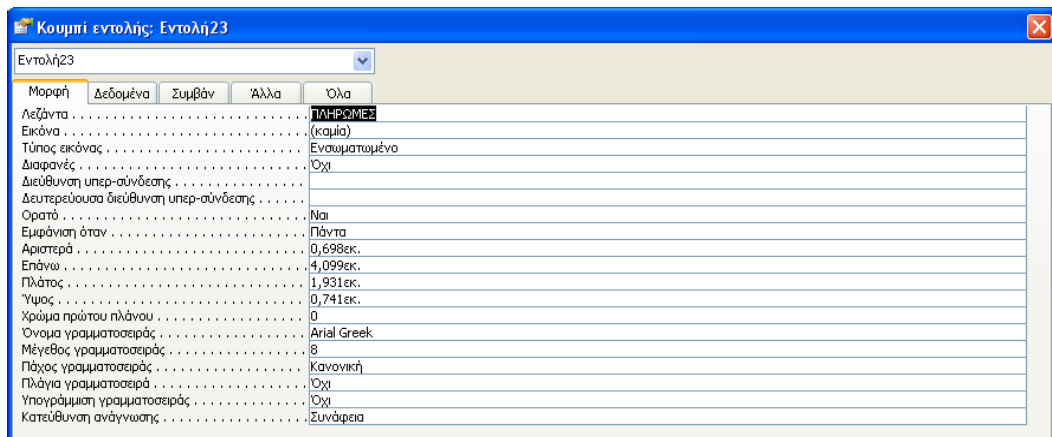 Κουμπί εντολής: Εντολή23
Εντολή23
Μορφή Δεδομένα Συμβάν Άλλα Όλα
Λεζάντα . . . . . . . . . . . . . . . . . . . . . . . . . . . . ΠΛΗΡΩΜΕΣ
Εικόνα . . . . . . . . . . . . . . . . . . . . . . . . . . . . . (καμία)
Τύπος εικόνας . . . . . . . . . . . . . . . . . . . . . . . Ενσωματωμένο
Διαφανές . . . . . . . . . . . . . . . . . . . . . . . . . . . Όχι
Διεύθυνση υπερ-σύνδεσης . . . . . . . . . . . . . . . .
Δευτερεύουσα διεύθυνση υπερ-σύνδεσης . . . . . .
Ορατό . . . . . . . . . . . . . . . . . . . . . . . . . . . . . Ναι
Εμφάνιση όταν . . . . . . . . . . . . . . . . . . . . . . . Πάντα
Αριστερά . . . . . . . . . . . . . . . . . . . . . . . . . . . 0,698εκ.
Επάνω . . . . . . . . . . . . . . . . . . . . . . . . . . . . . 4,099εκ.
Πλάτος . . . . . . . . . . . . . . . . . . . . . . . . . . . . 1,931εκ.
Ύψος . . . . . . . . . . . . . . . . . . . . . . . . . . . . . 0,741εκ.
Χρώμα πρώτου πλάνου . . . . . . . . . . . . . . . . . . 0
Όνομα γραμματοσειράς . . . . . . . . . . . . . . . . . . Arial Greek
Μέγεθος γραμματοσειράς . . . . . . . . . . . . . . . . 8
Πάχος γραμματοσειράς . . . . . . . . . . . . . . . . . . Κανονική
Πλάγια γραμματοσειρά . . . . . . . . . . . . . . . . . . Όχι
Υπογράμμιση γραμματοσειράς . . . . . . . . . . . . . Όχι
Κατεύθυνση ανάγνωσης . . . . . . . . . . . . . . . . . Συνάφεια